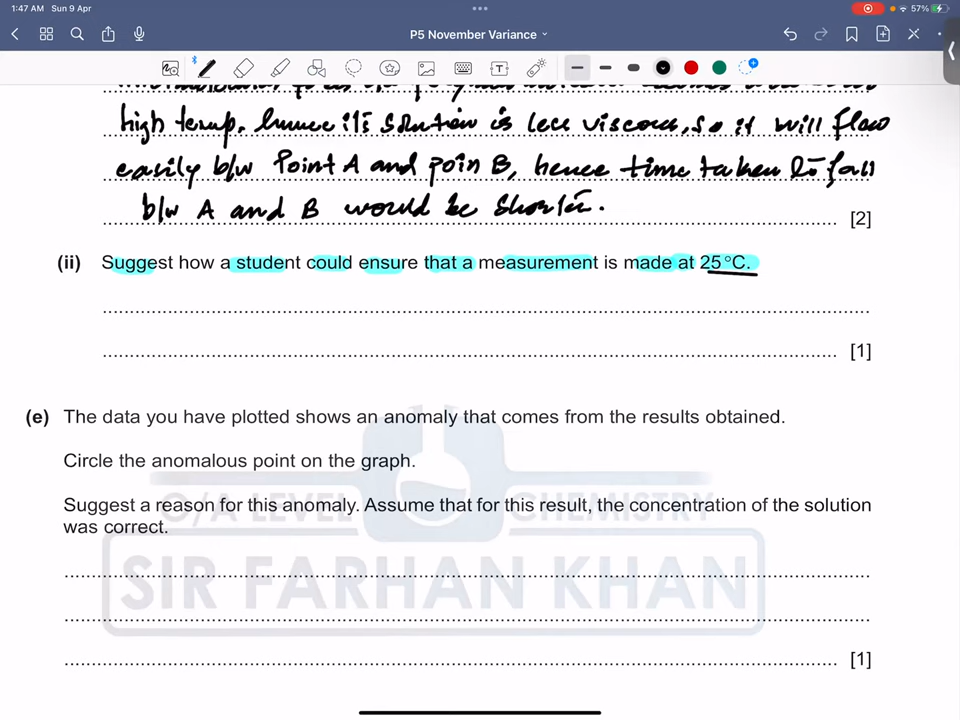 1:47 AM Sun 9 Apr
57%
P5 November Variance
high temp, hence it's solution is less viscous, so it will flow
easily b/w Point A and poin B, hence time taken to fall
b/w A and B would be shorter.
[2]
(ii) Suggest how a student could ensure that a measurement is made at 25 °C.
[1]
(e) The data you have plotted shows an anomaly that comes from the results obtained.
Circle the anomalous point on the graph.
Suggest a reason for this anomaly. Assume that for this result, the concentration of the solution
was correct.
[1]
O/A LEVEL CHEMISTRY
SIR FARHAN KHAN